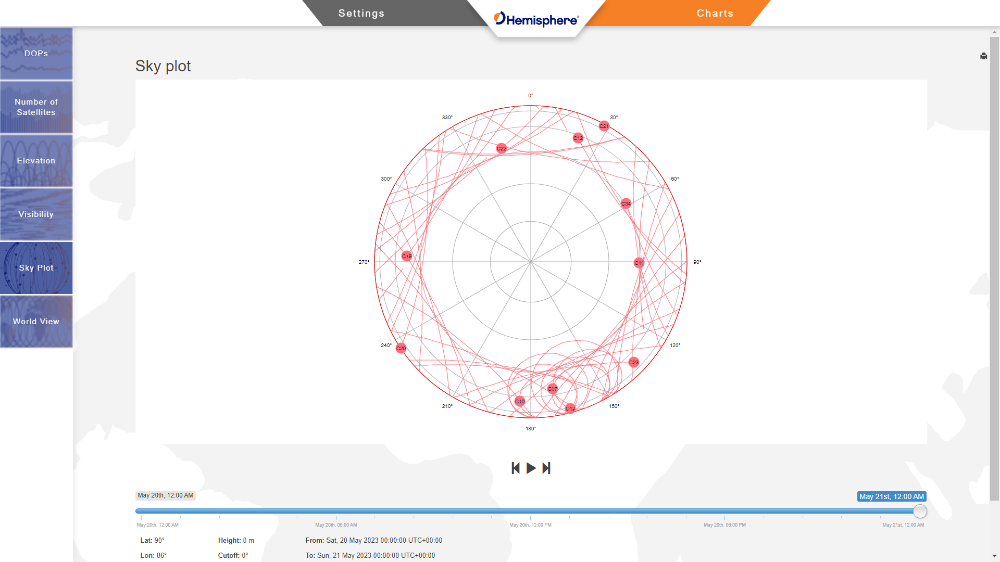 Settings
Hemisphere
Charts
DOPs
Number of
Satellites
Elevation
Visibility
Sky Plot
World View
Sky plot
0°
330°
30°
C21
C12
C22
300°
60°
C34
C19
270°
C11
90°
240°
120°
C20
C23
C07
C10
210°
150°
180°
May 20th, 12:00 AM
May 21st, 12:00 AM
May 20th, 12:00 AM
May 20th, 06:00 AM
May 20th, 12:00 PM
May 20th, 06:00 PM
May 21st, 12:00 AM
Lat: 90°
Height: 0 m
From: Sat, 20 May 2023 00:00:00 UTC+00:00
Lon: 86°
Cutoff: 0°
To: Sun, 21 May 2023 00:00:00 UTC+00:00